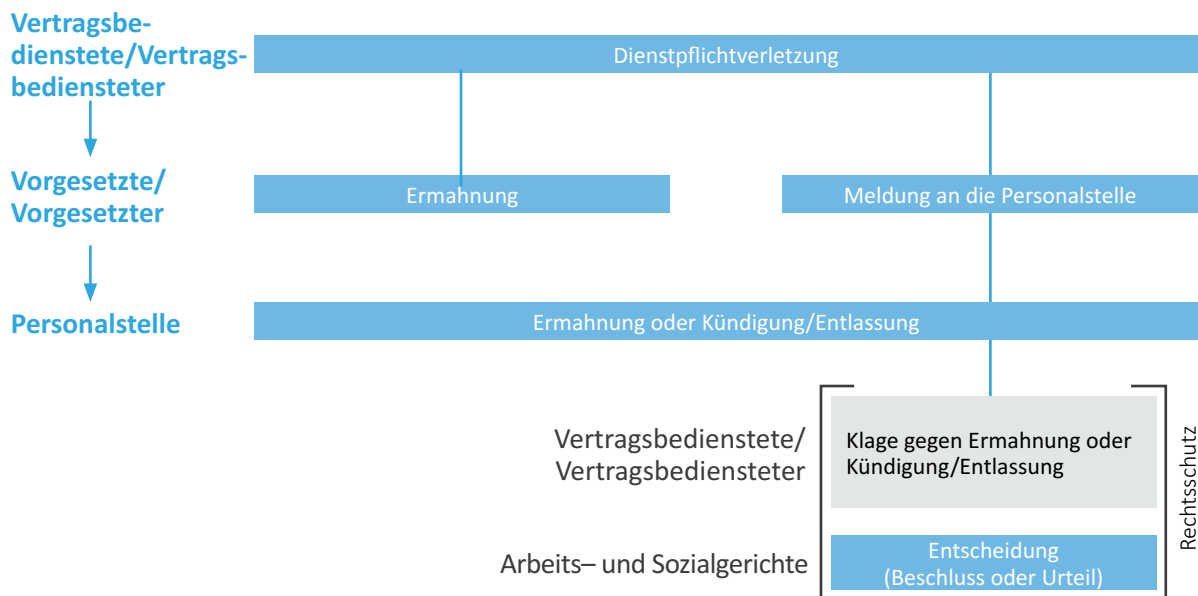 Vertragsbe-
dienstete/Vertrags-
bediensteter
Dienstpflichtverletzung
Vorgesetzte/
Vorgesetzter
Ermahnung
Meldung an die Personalstelle
Personalstelle
Ermahnung oder Kündigung/Entlassung
Vertragsbedienstete/
Vertragsbediensteter
Klage gegen Ermahnung oder
Kündigung/Entlassung
Rechtsschutz
Arbeits– und Sozialgerichte
Entscheidung
(Beschluss oder Urteil)